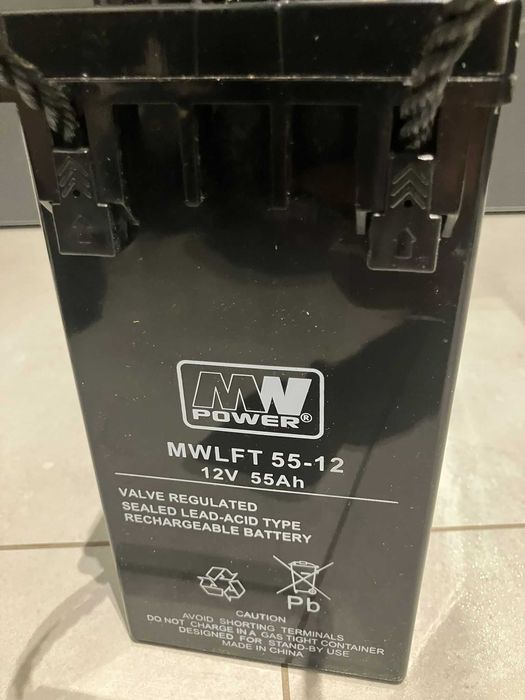 MW
POWER®
MWLFT 55-12
12V 55Ah
VALVE REGULATED
SEALED LEAD-ACID TYPE
RECHARGEABLE BATTERY
Pb
CAUTION
AVOID SHORTING TERMINALS
DO NOT CHARGE IN A GAS TIGHT CONTAINER
DESIGNED FOR STAND-BY USE
MADE IN CHINA